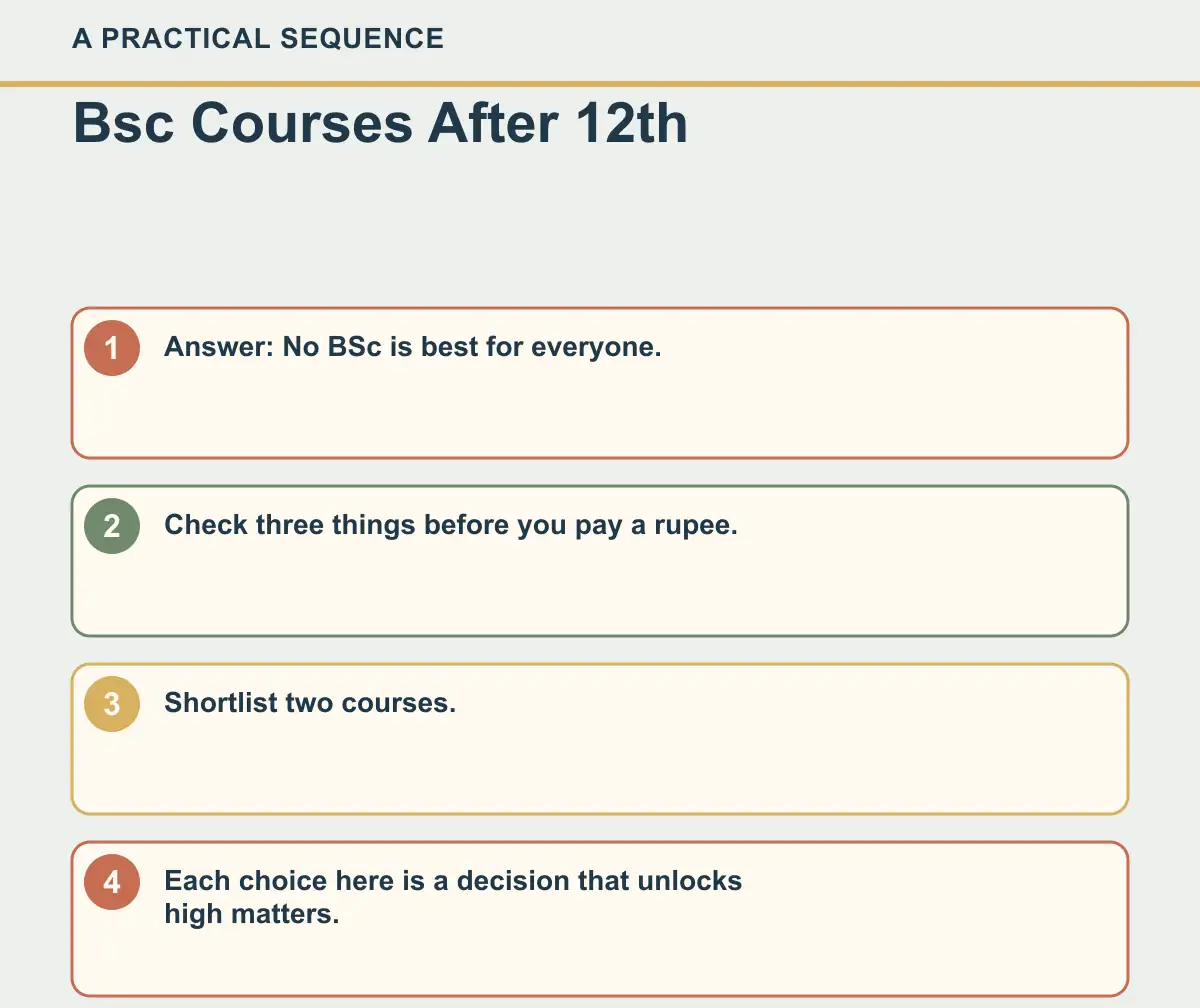 A PRACTICAL SEQUENCE
Bsc Courses After 12th
1
Answer: No BSc is best for everyone.
2
Check three things before you pay a rupee.
3
Shortlist two courses.
4
Each choice here is a decision that unlocks
high matters.